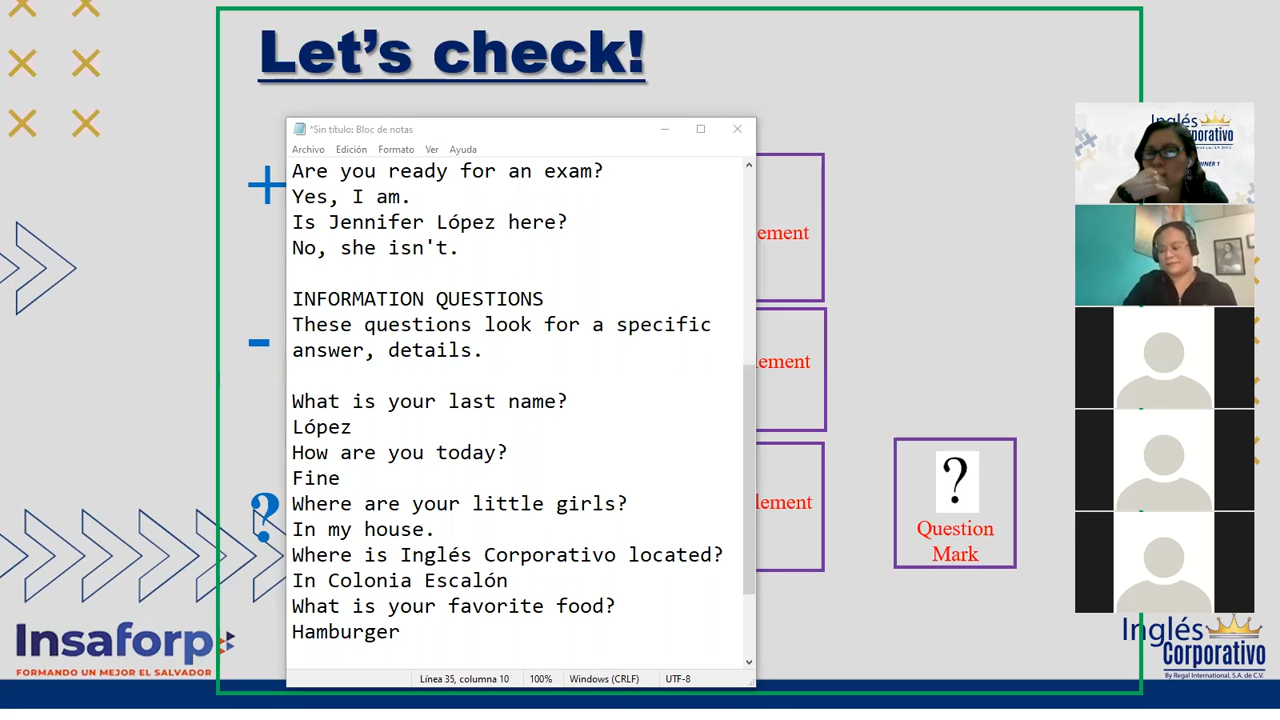 Let's check!
*Sin título: Bloc de notas
Archivo Edición Formato Ver Ayuda
Are you ready for an exam?
Yes, I am.
Is Jennifer López here?
No, she isn't.
INFORMATION QUESTIONS
These questions look for a specific
answer, details.
What is your last name?
López
How are you today?
Fine
Where are your little girls?
In my house.
Where is Inglés Corporativo located?
In Colonia Escalón
What is your favorite food?
Hamburger
Línea 35, columna 10 100% Windows (CRLF) UTF-8
+
-
?
ement
ement
lement
?
Question
Mark
Inglés
Corporativo
Insaforp
FORMANDO UN MEJOR EL SALVADOR
Inglés
Corporativo
By Regal International, S.A. de C.V.